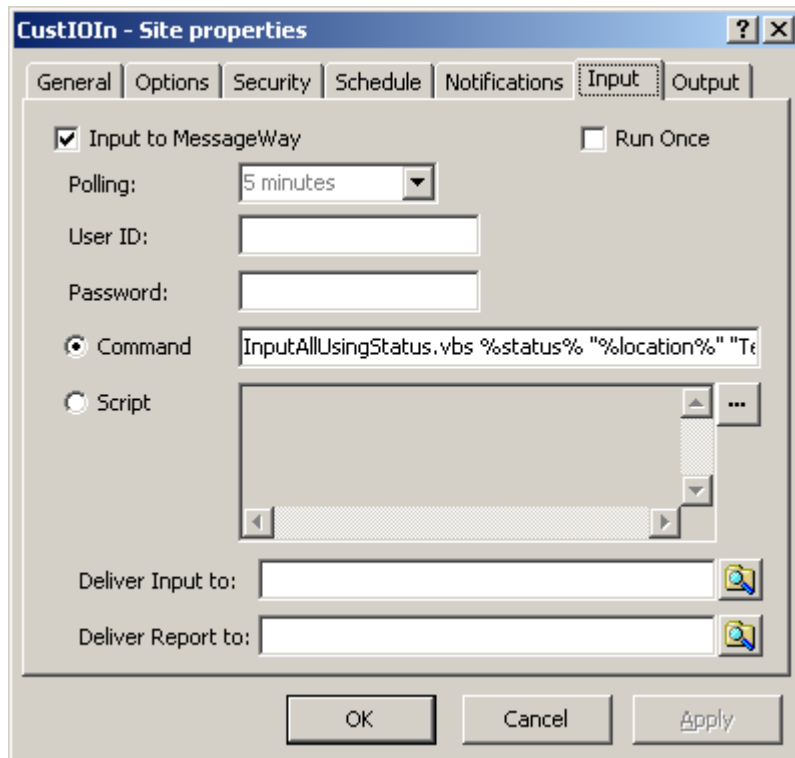 CustIOIn - Site properties
General Options Security Schedule Notifications Input Output
Input to MessageWay Run Once
Polling: 5 minutes
User ID:
Password:
Command InputAllUsingStatus.vbs %status% "%location%" "Te
Script ...
Deliver Input to:
Deliver Report to:
OK Cancel Apply